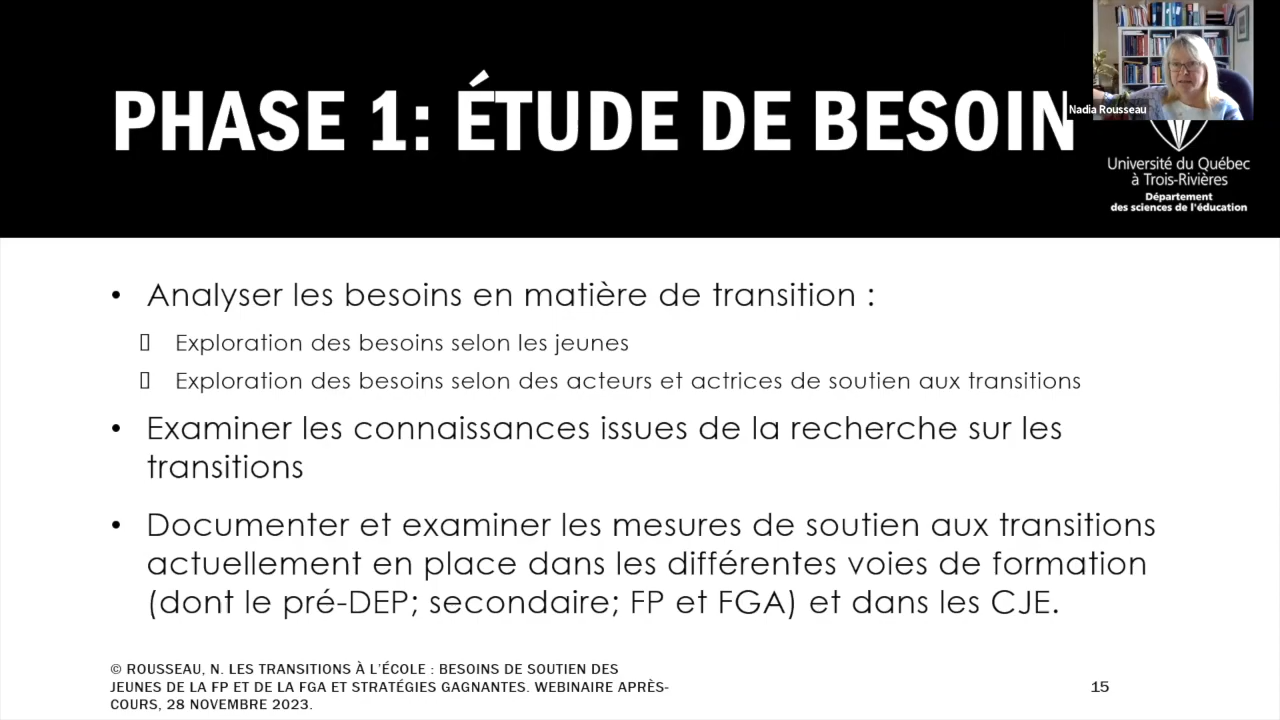 PHASE 1: ÉTUDE DE BESOIN
Nadia Rousseau
Université du Québec
à Trois-Rivières
Département
des sciences de l'éducation
• Analyser les besoins en matière de transition :
Exploration des besoins selon les jeunes
Exploration des besoins selon des acteurs et actrices de soutien aux transitions
• Examiner les connaissances issues de la recherche sur les
transitions
• Documenter et examiner les mesures de soutien aux transitions
actuellement en place dans les différentes voies de formation
(dont le pré-DEP; secondaire; FP et FGA) et dans les CJE.
© ROUSSEAU, N. LES TRANSITIONS À L'ÉCOLE : BESOINS DE SOUTIEN DES
JEUNES DE LA FP ET DE LA FGA ET STRATÉGIES GAGNANTES. WEBINAIRE APRÈS-
COURS, 28 NOVEMBRE 2023.
15